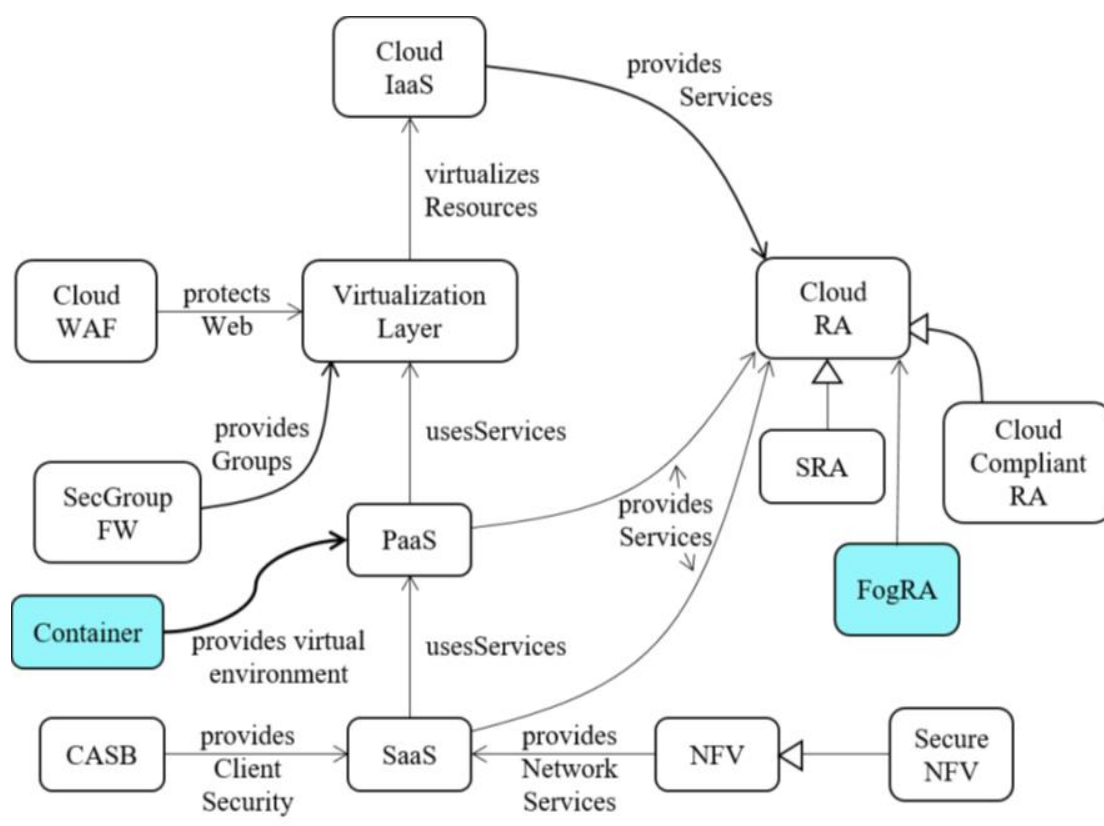 Cloud
IaaS
provides
Services
virtualizes
Resources
Cloud
WAF
protects
Web
Virtualization
Layer
Cloud
RA
provides
Groups
usesServices
SRA
Cloud
Compliant
RA
SecGroup
FW
PaaS
provides
Services
FogRA
Container
provides virtual
environment
usesServices
CASB
provides
Client
Security
SaaS
provides
Network
Services
NFV
Secure
NFV